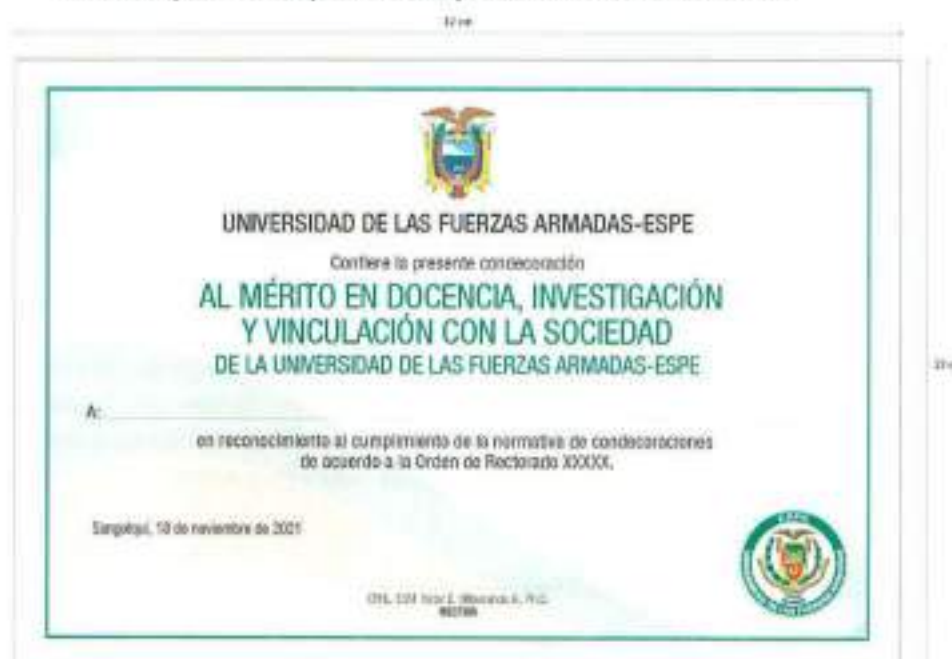 UNIVERSIDAD DE LAS FUERZAS ARMADAS-ESPE
Confiere la presente condecoración
AL MÉRITO EN DOCENCIA, INVESTIGACIÓN
Y VINCULACIÓN CON LA SOCIEDAD
DE LA UNIVERSIDAD DE LAS FUERZAS ARMADAS-ESPE
A:
en reconocimiento al cumplimiento de la normativa de condecoraciones
de acuerdo a la Orden de Rectorado XXXXX.
Sangolquí, de noviembre de 2021
ESPE
RECTOR